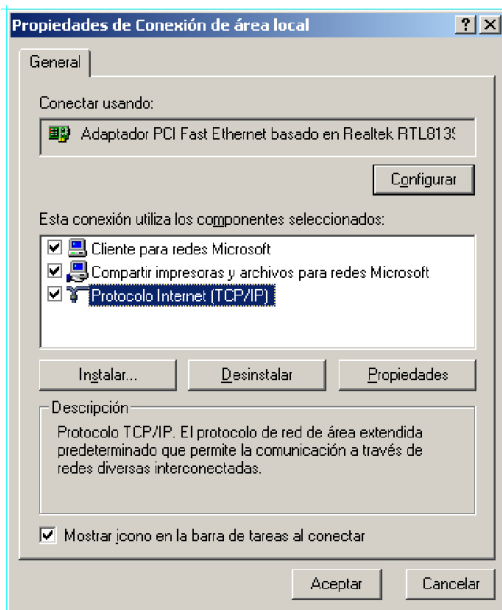 Propiedades de Conexión de área local
General
Conectar usando:
Adaptador PCI Fast Ethernet basado en Realtek RTL8139
Configurar
Esta conexión utiliza los componentes seleccionados:
Cliente para redes Microsoft
Compartir impresoras y archivos para redes Microsoft
Protocolo Internet (TCP/IP)
Instalar... Desinstalar Propiedades
Descripción
Protocolo TCP/IP. El protocolo de red de área extendida
predeterminado que permite la comunicación a través de
redes diversas interconectadas.
Mostrar icono en la barra de tareas al conectar
Aceptar Cancelar